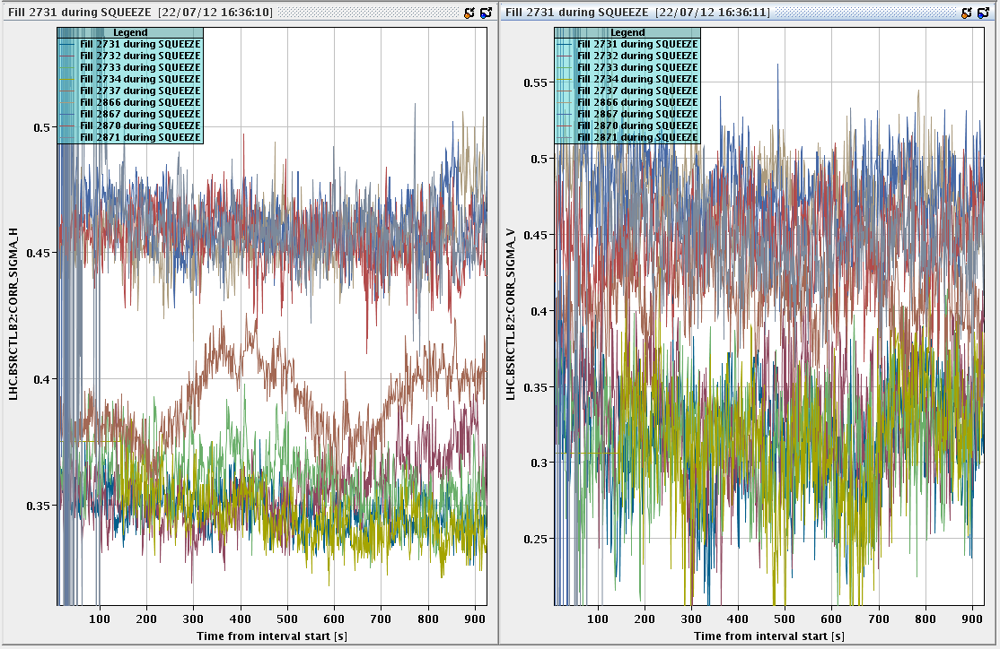 Fill 2731 during SQUEEZE [22/07/12 16:36:10]
Legend
Fill 2731 during SQUEEZE
Fill 2732 during SQUEEZE
Fill 2733 during SQUEEZE
Fill 2734 during SQUEEZE
Fill 2737 during SQUEEZE
Fill 2866 during SQUEEZE
Fill 2867 during SQUEEZE
Fill 2870 during SQUEEZE
Fill 2871 during SQUEEZE
0.5
0.45
0.4
0.35
LHC.BSRCTLB2:CORR_SIGMA_H
100 200 300 400 500 600 700 800 900
Time from interval start [s]
Fill 2731 during SQUEEZE [22/07/12 16:36:11]
Legend
Fill 2731 during SQUEEZE
Fill 2732 during SQUEEZE
Fill 2733 during SQUEEZE
Fill 2734 during SQUEEZE
Fill 2737 during SQUEEZE
Fill 2866 during SQUEEZE
Fill 2867 during SQUEEZE
Fill 2870 during SQUEEZE
Fill 2871 during SQUEEZE
0.55
0.5
0.45
0.4
0.35
0.3
0.25
LHC.BSRCTLB2:CORR_SIGMA_V
100 200 300 400 500 600 700 800 900
Time from interval start [s]